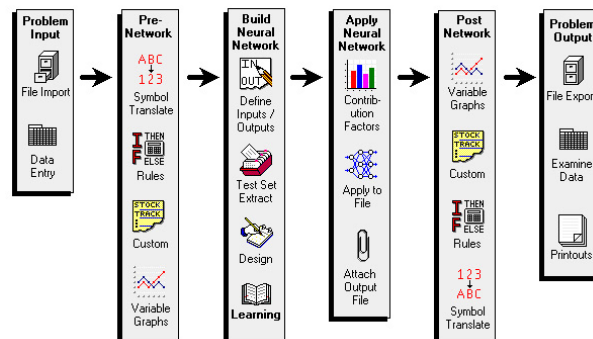 Problem
Input
File Import
Data
Entry
Pre-
Network
ABC
123
Symbol
Translate
IF THEN
ELSE
Rules
STOCK
TRACK
Custom
Variable
Graphs
Build
Neural
Network
IN
OUT
Define
Inputs /
Outputs
Test Set
Extract
Design
Learning
Apply
Neural
Network
Contrib-
ution
Factors
Apply to
File
Attach
Output
File
Post
Network
Variable
Graphs
STOCK
TRACK
Custom
IF THEN
ELSE
Rules
123
ABC
Symbol
Translate
Problem
Output
File Export
Examine
Data
Printouts